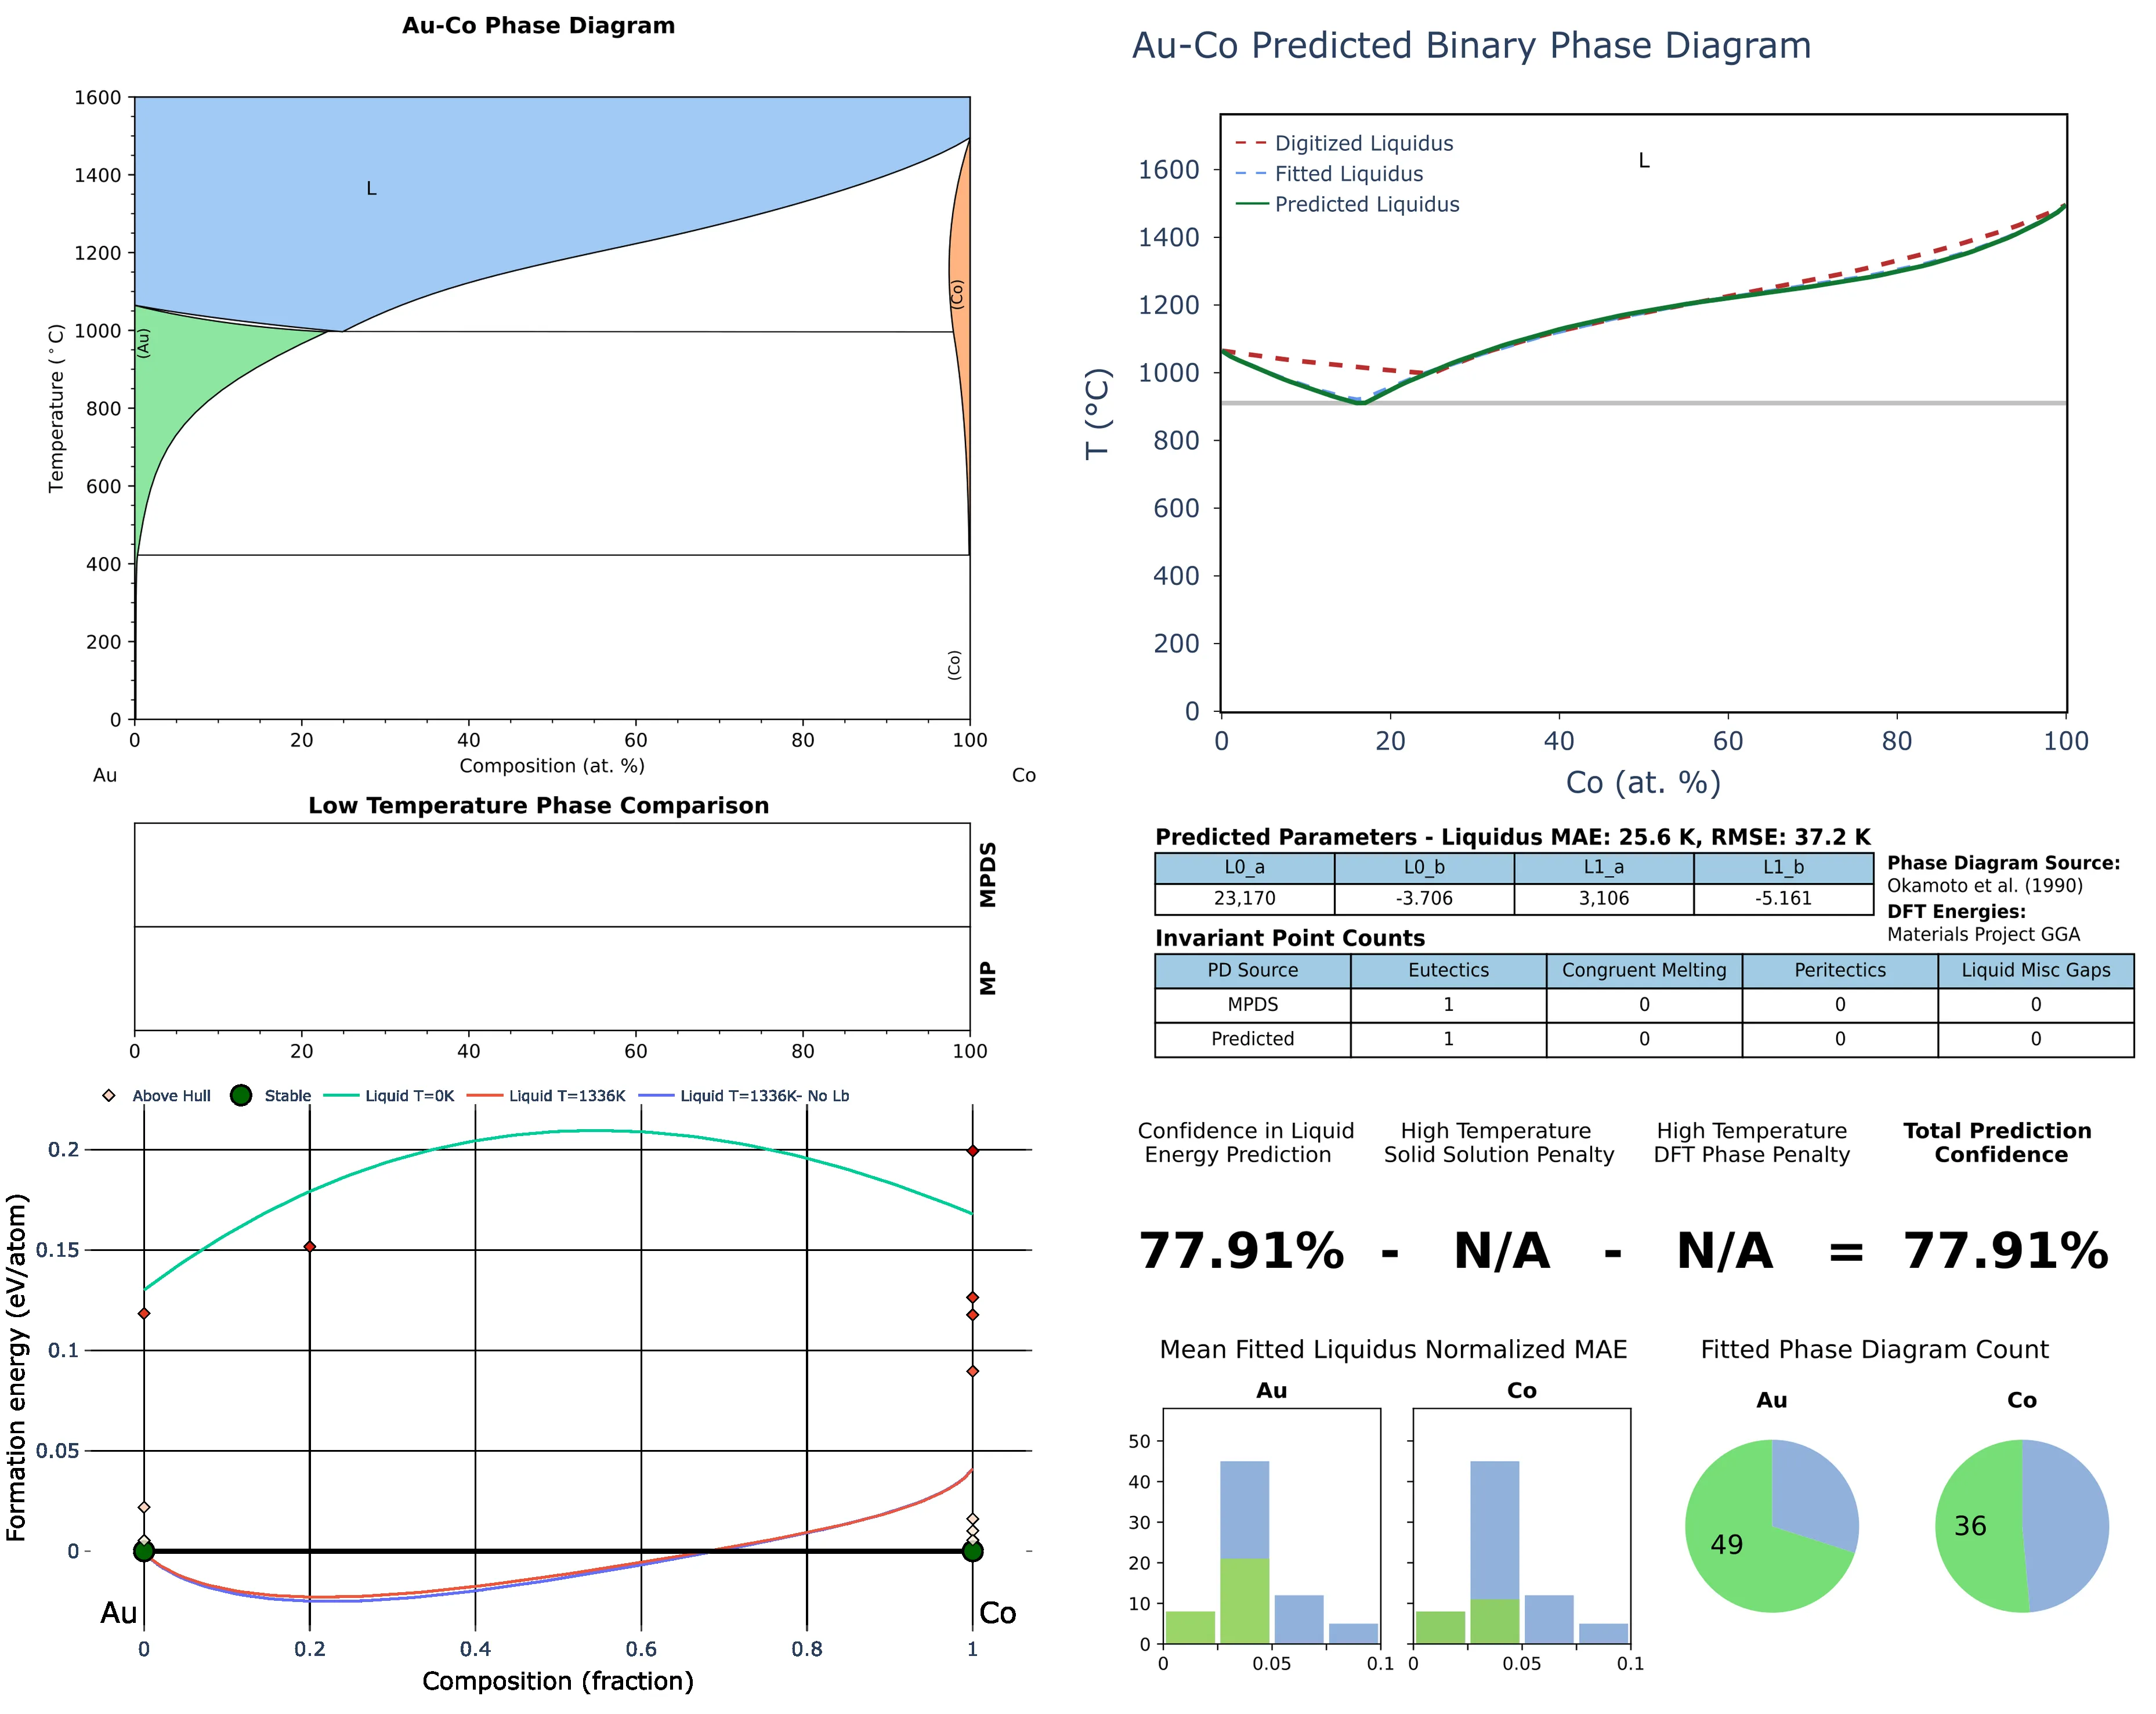 Au-Co Phase Diagram
1600
1400
1200
1000
800
600
400
200
0
Temperature (°C)
L
(Au)
(Co)
(Co)
0 20 40 60 80 100
Au Composition (at. %) Co
Au-Co Predicted Binary Phase Diagram
Digitized Liquidus
Fitted Liquidus
Predicted Liquidus
L
1600
1400
1200
1000
800
600
400
200
0
T (°C)
0 20 40 60 80 100
Co (at. %)
Low Temperature Phase Comparison
MPDS
MP
0 20 40 60 80 100
Predicted Parameters - Liquidus MAE: 25.6 K, RMSE: 37.2 K
L0_a L0_b L1_a L1_b
23,170 -3.706 3,106 -5.161
Phase Diagram Source:
Okamoto et al. (1990)
DFT Energies:
Materials Project GGA
Invariant Point Counts
PD Source Eutectics Congruent Melting Peritectics Liquid Misc Gaps
MPDS 1 0 0 0
Predicted 1 0 0 0
Above Hull Stable Liquid T=0K Liquid T=1336K Liquid T=1336K- No Lb
0.2
0.15
0.1
0.05
0
Formation energy (eV/atom)
Au Co
0 0.2 0.4 0.6 0.8 1
Composition (fraction)
Confidence in Liquid
Energy Prediction
High Temperature
Solid Solution Penalty
High Temperature
DFT Phase Penalty
Total Prediction
Confidence
77.91% - N/A - N/A = 77.91%
Mean Fitted Liquidus Normalized MAE
Au Co
50
40
30
20
10
0
0 0.05 0.1 0 0.05 0.1
Fitted Phase Diagram Count
Au Co
49 36